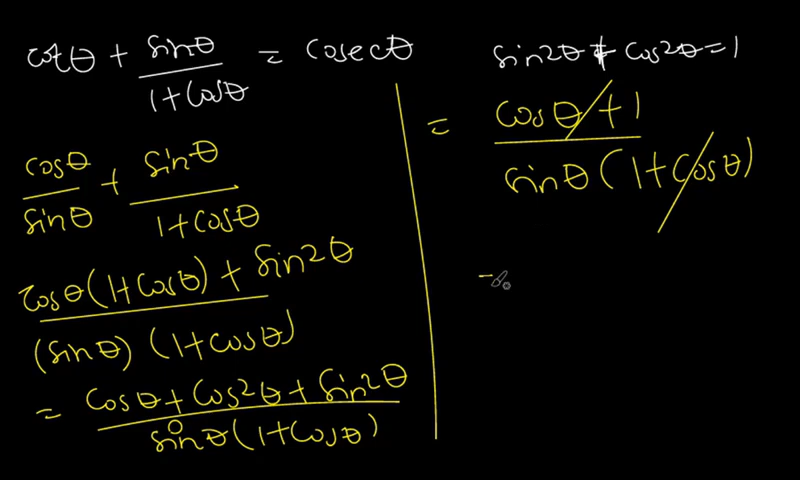 cotθ + sinθ/1+cosθ = cosecθ
cosθ/sinθ + sinθ/1+cosθ
cosθ(1+cosθ) + sin2θ/(sinθ) (1+cosθ)
= cosθ + cos2θ + sin2θ/sinθ(1+cosθ)
sin2θ + cos2θ=1
= cosθ + 1/sinθ(1+cosθ)
-